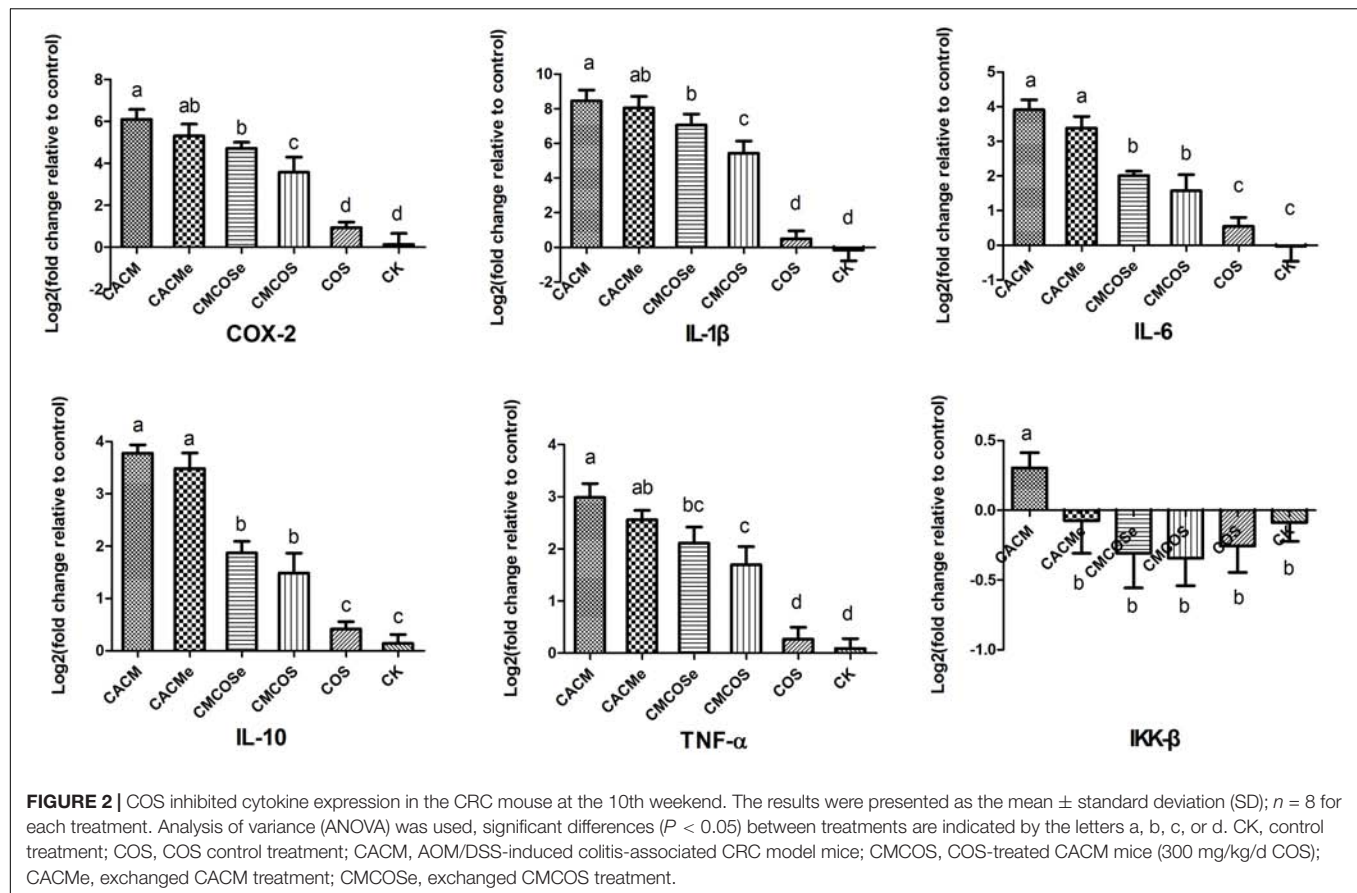 Log2(fold change relative to control)
8
6
4
2
0
-2
a
ab
b
c
d
d
CACM
CACMe
CMCOSe
CMCOS
COS
CK
COX-2
Log2(fold change relative to control)
10
8
6
4
2
0
-2
a
ab
b
c
d
d
CACM
CACMe
CMCOSe
CMCOS
COS
CK
IL-1β
Log2(fold change relative to control)
5
4
3
2
1
0
-1
a
a
b
b
c
c
CACM
CACMe
CMCOSe
CMCOS
COS
CK
IL-6
Log2(fold change relative to control)
4
3
2
1
0
a
a
b
b
c
c
CACM
CACMe
CMCOSe
CMCOS
COS
CK
IL-10
Log2(fold change relative to control)
4
3
2
1
0
a
ab
bc
c
d
d
CACM
CACMe
CMCOSe
CMCOS
COS
CK
TNF-α
Log2(fold change relative to control)
0.5
0.0
-0.5
-1.0
a
b
b
b
b
b
CACM
CACMe
CMCOSe
CMCOS
COS
CK
IKK-β
FIGURE 2 | COS inhibited cytokine expression in the CRC mouse at the 10th weekend. The results were presented as the mean ± standard deviation (SD); n = 8 for
each treatment. Analysis of variance (ANOVA) was used, significant differences (P < 0.05) between treatments are indicated by the letters a, b, c, or d. CK, control
treatment; COS, COS control treatment; CACM, AOM/DSS-induced colitis-associated CRC model mice; CMCOS, COS-treated CACM mice (300 mg/kg/d COS);
CACMe, exchanged CACM treatment; CMCOSe, exchanged CMCOS treatment.